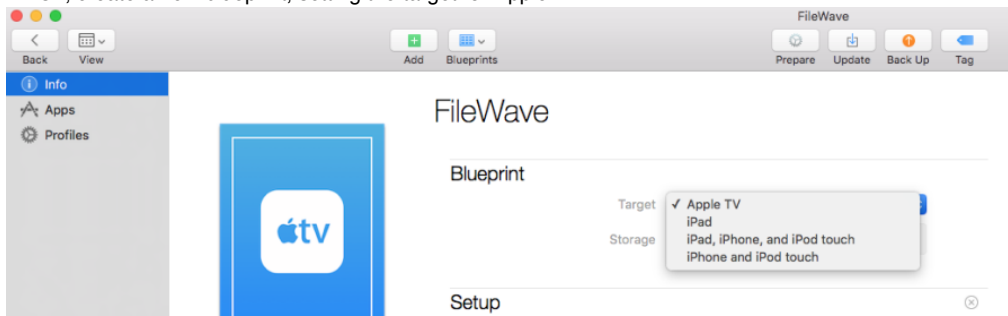 FileWave
Back View Add Blueprints Prepare Update Back Up Tag
Info
Apps
Profiles
FileWave
Blueprint
tv
Target ✓ Apple TV
iPad
Storage iPad, iPhone, and iPod touch
iPhone and iPod touch
Setup